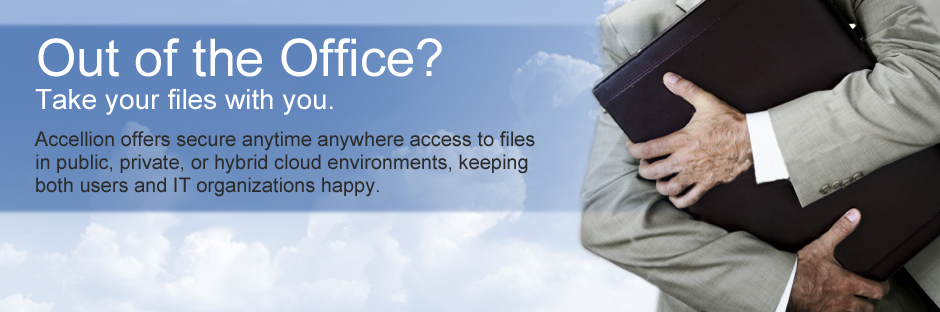 Out of the Office?
Take your files with you.
Accellion offers secure anytime anywhere access to files
in public, private, or hybrid cloud environments, keeping
both users and IT organizations happy.